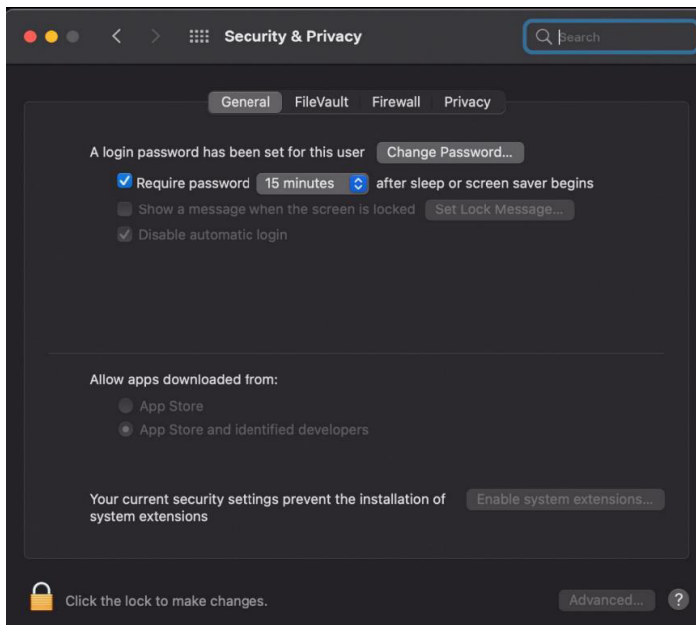 Security & Privacy
Search
General FileVault Firewall Privacy
A login password has been set for this user Change Password...
Require password 15 minutes after sleep or screen saver begins
Show a message when the screen is locked Set Lock Message...
Disable automatic login
Allow apps downloaded from:
App Store
App Store and identified developers
Your current security settings prevent the installation of Enable system extensions...
system extensions
Click the lock to make changes. Advanced... ?